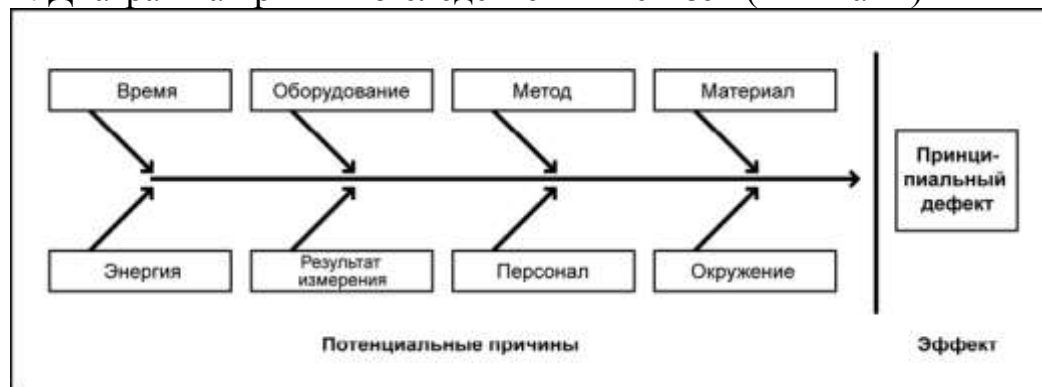 Время
Оборудование
Метод
Материал
Принци-
пиальный
дефект
Энергия
Результат
измерения
Персонал
Окружение
Потенциальные причины
Эффект